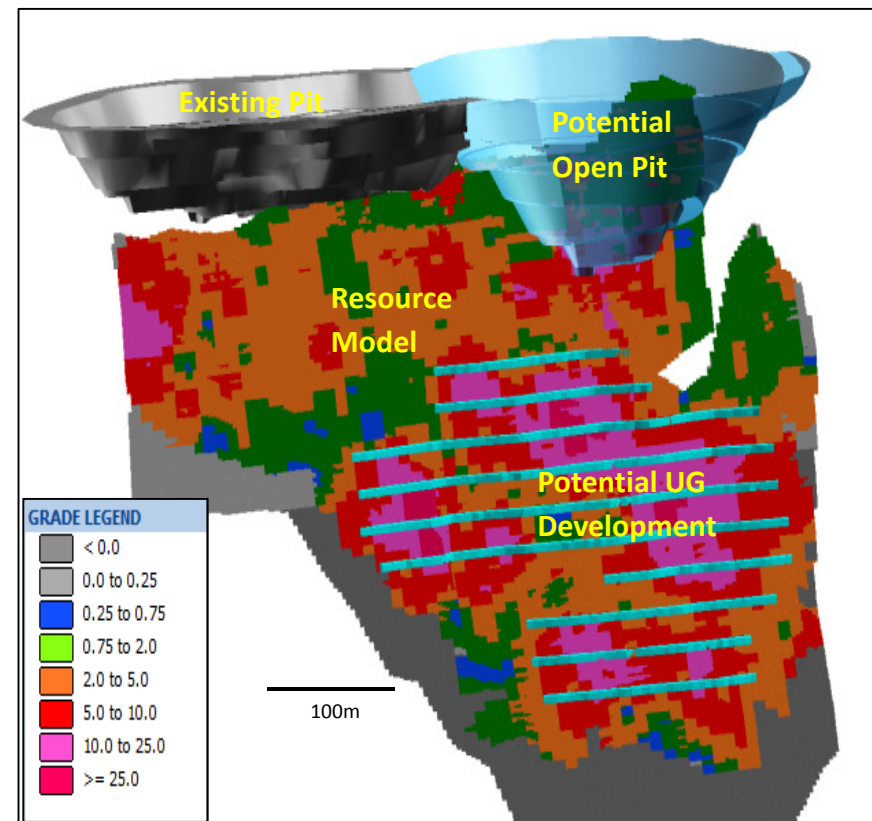 Existing Pit
Potential
Open Pit
Resource
Model
Potential UG
Development
GRADE LEGEND
< 0.0
0.0 to 0.25
0.25 to 0.75
0.75 to 2.0
2.0 to 5.0
5.0 to 10.0
10.0 to 25.0
>= 25.0
100m